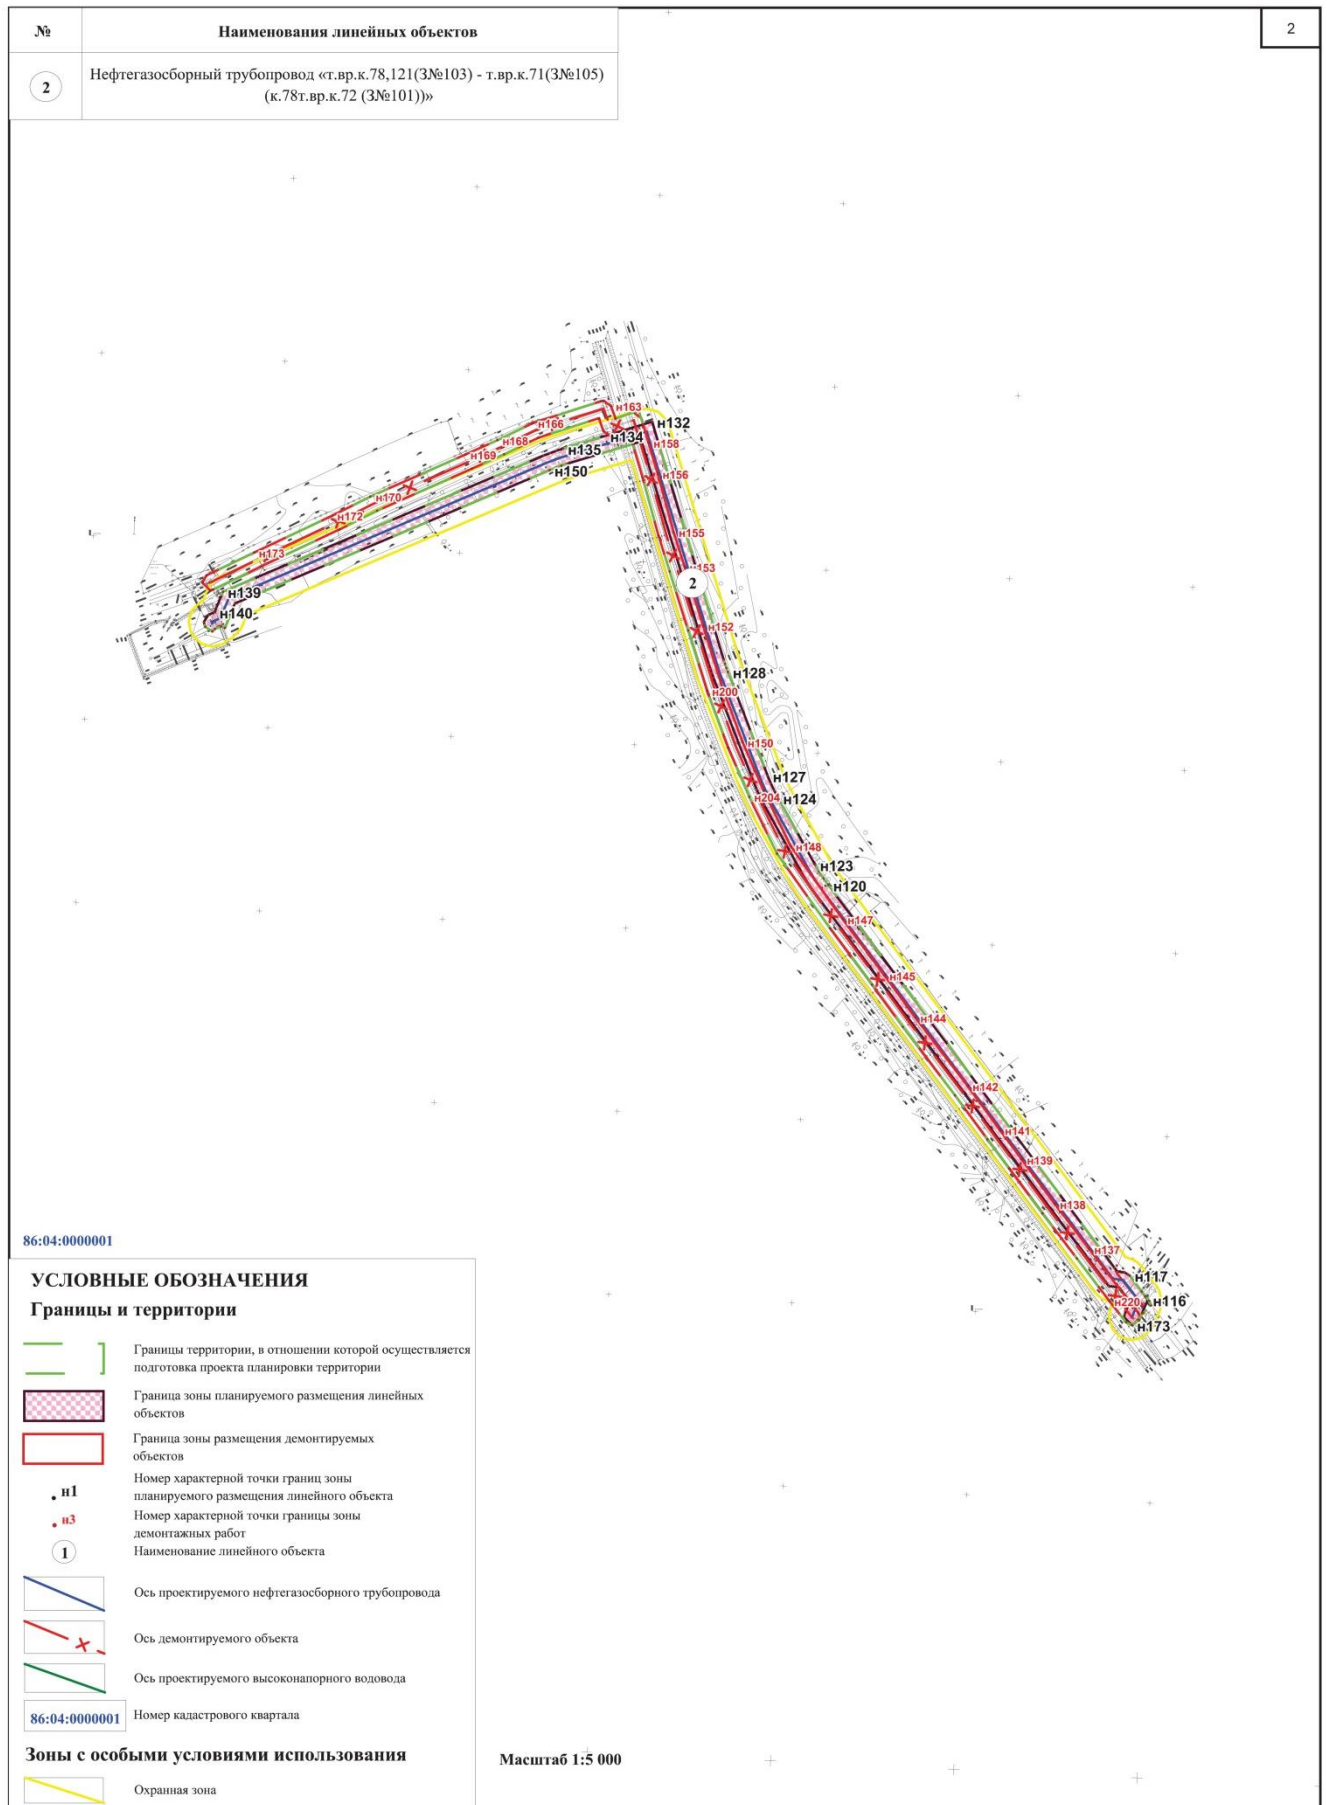 №
Наименования линейных объектов
2
2
Нефтегазосборный трубопровод «т.вр.к.78,121(3№103) - т.вр.к.71(3№105)
(к.78т.вр.к.72 (3№101))»
н163
н166
н132
н134
н158
н168
н135
н169
н150
н156
н170
н172
н155
н173
н153
2
н139
н140
н152
н128
н200
н150
н127
н204
н124
н148
н123
н120
н147
н145
н144
н142
н141
н139
н138
н137
н117
н116
н220
н173
86:04:0000001
УСЛОВНЫЕ ОБОЗНАЧЕНИЯ
Границы и территории
Границы территории, в отношении которой осуществляется
подготовка проекта планировки территории
Граница зоны планируемого размещения линейных
объектов
Граница зоны размещения демонтируемых
объектов
н1
Номер характерной точки границ зоны
планируемого размещения линейного объекта
н3
Номер характерной точки границы зоны
демонтажных работ
1
Наименование линейного объекта
Ось проектируемого нефтегазосборного трубопровода
Ось демонтируемого объекта
Ось проектируемого высоконапорного водовода
86:04:0000001
Номер кадастрового квартала
Зоны с особыми условиями использования
Масштаб 1:5 000
Охранная зона